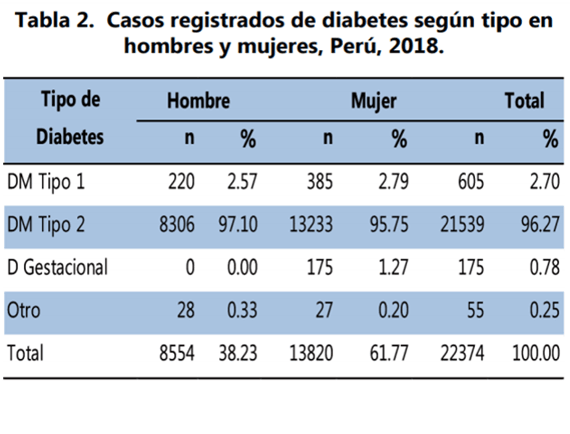 Tabla 2. Casos registrados de diabetes según tipo en
hombres y mujeres, Perú, 2018.
Tipo de Diabetes Hombre Mujer Total
n % n % n %
DM Tipo 1 220 2.57 385 2.79 605 2.70
DM Tipo 2 8306 97.10 13233 95.75 21539 96.27
D Gestacional 0 0.00 175 1.27 175 0.78
Otro 28 0.33 27 0.20 55 0.25
Total 8554 38.23 13820 61.77 22374 100.00